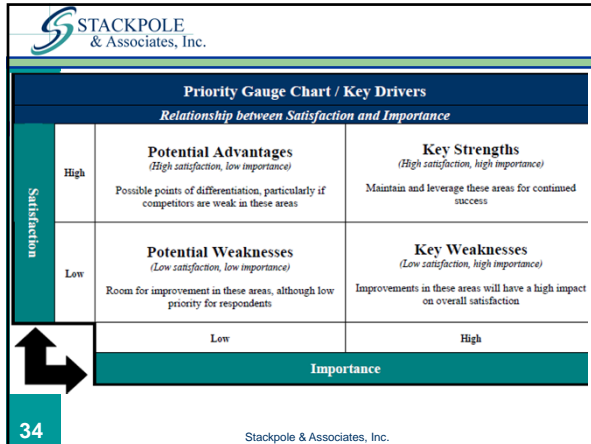 STACKPOLE
& Associates, Inc.
Priority Gauge Chart / Key Drivers
Relationship between Satisfaction and Importance
Satisfaction
High
Potential Advantages
(High satisfaction, low importance)
Possible points of differentiation, particularly if
competitors are weak in these areas
Key Strengths
(High satisfaction, high importance)
Maintain and leverage these areas for continued
success
Low
Potential Weaknesses
(Low satisfaction, low importance)
Room for improvement in these areas, although low
priority for respondents
Key Weaknesses
(Low satisfaction, high importance)
Improvements in these areas will have a high impact
on overall satisfaction
Low
High
Importance
34
Stackpole & Associates, Inc.